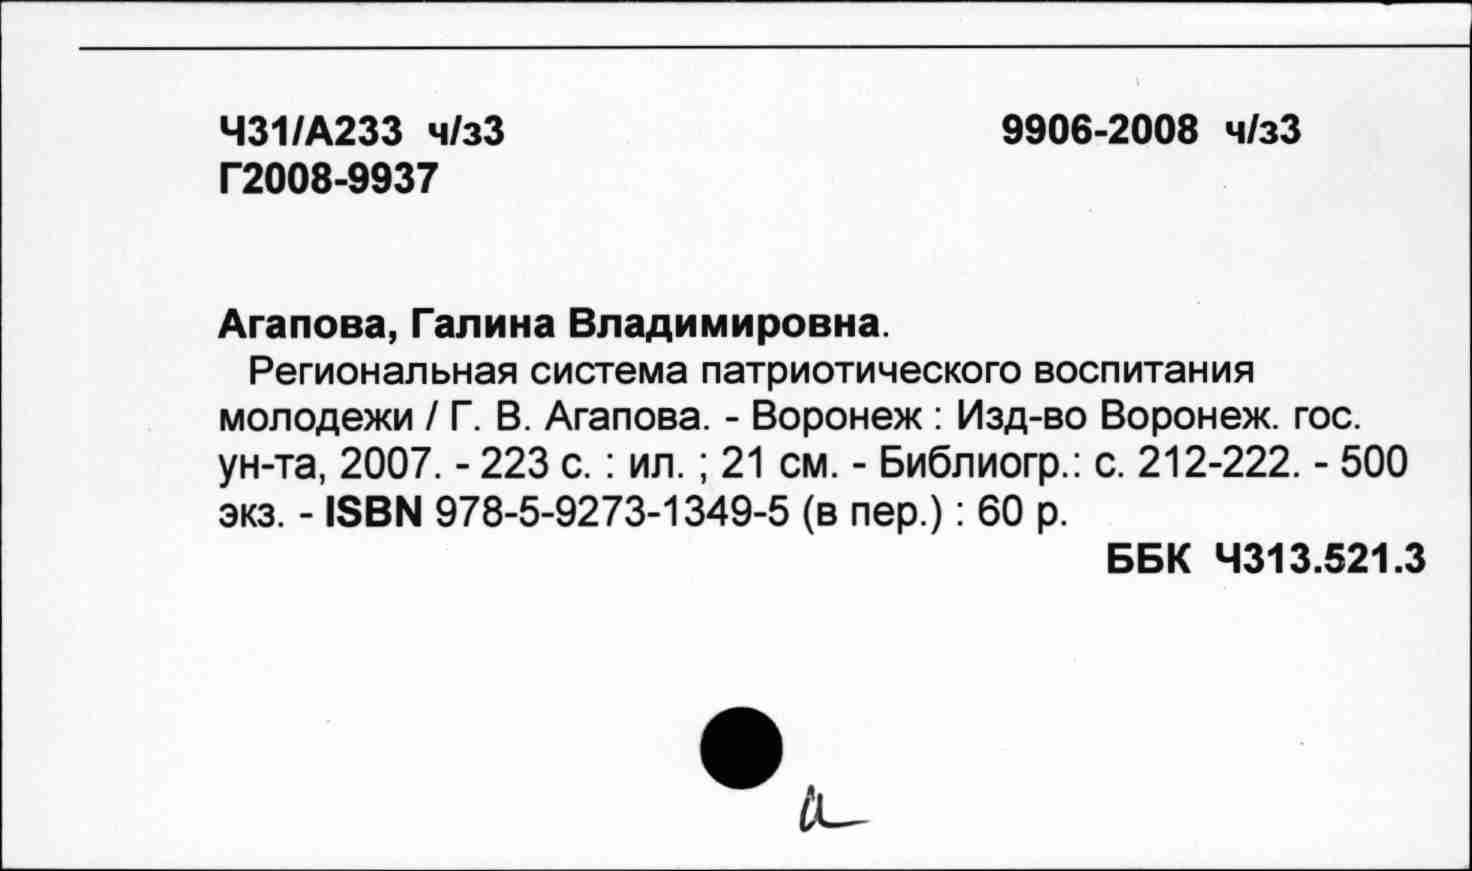 Ч31/А233 ч/з3 9906-2008 ч/з3
Г2008-9937
Агапова, Галина Владимировна.
Региональная система патриотического воспитания
молодежи / Г. В. Агапова. - Воронеж : Изд-во Воронеж. гос.
ун-та, 2007. - 223 с. : ил. ; 21 см. - Библиогр.: с. 212-222. - 500
экз. - ISBN 978-5-9273-1349-5 (в пер.) : 60 р.
ББК Ч313.521.3